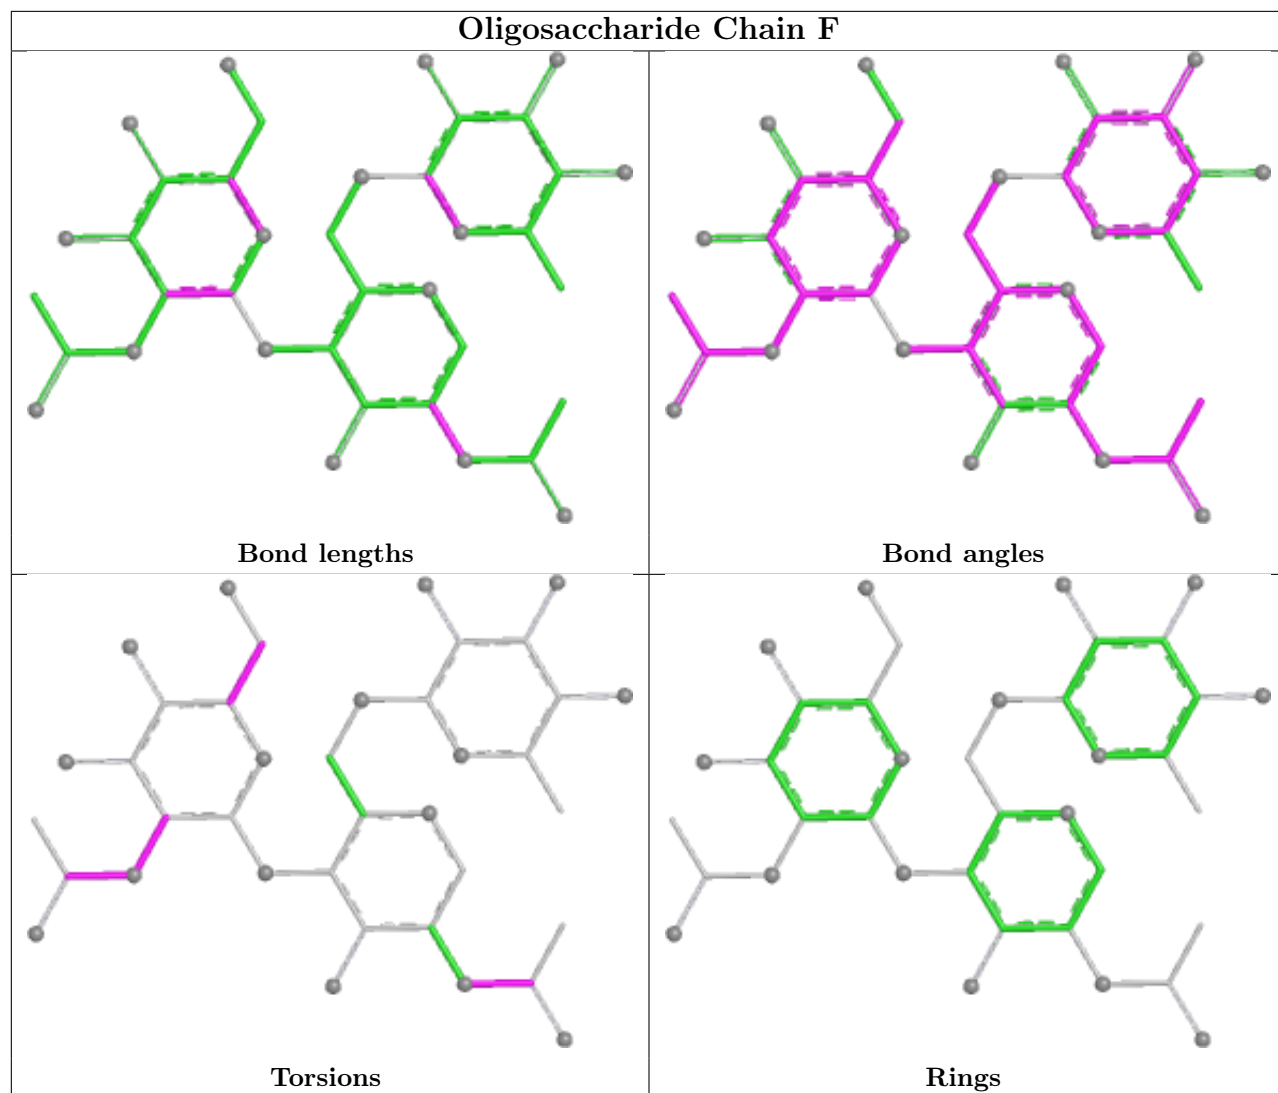 Oligosaccharide Chain F
Bond lengths
Bond angles
Torsions
Rings